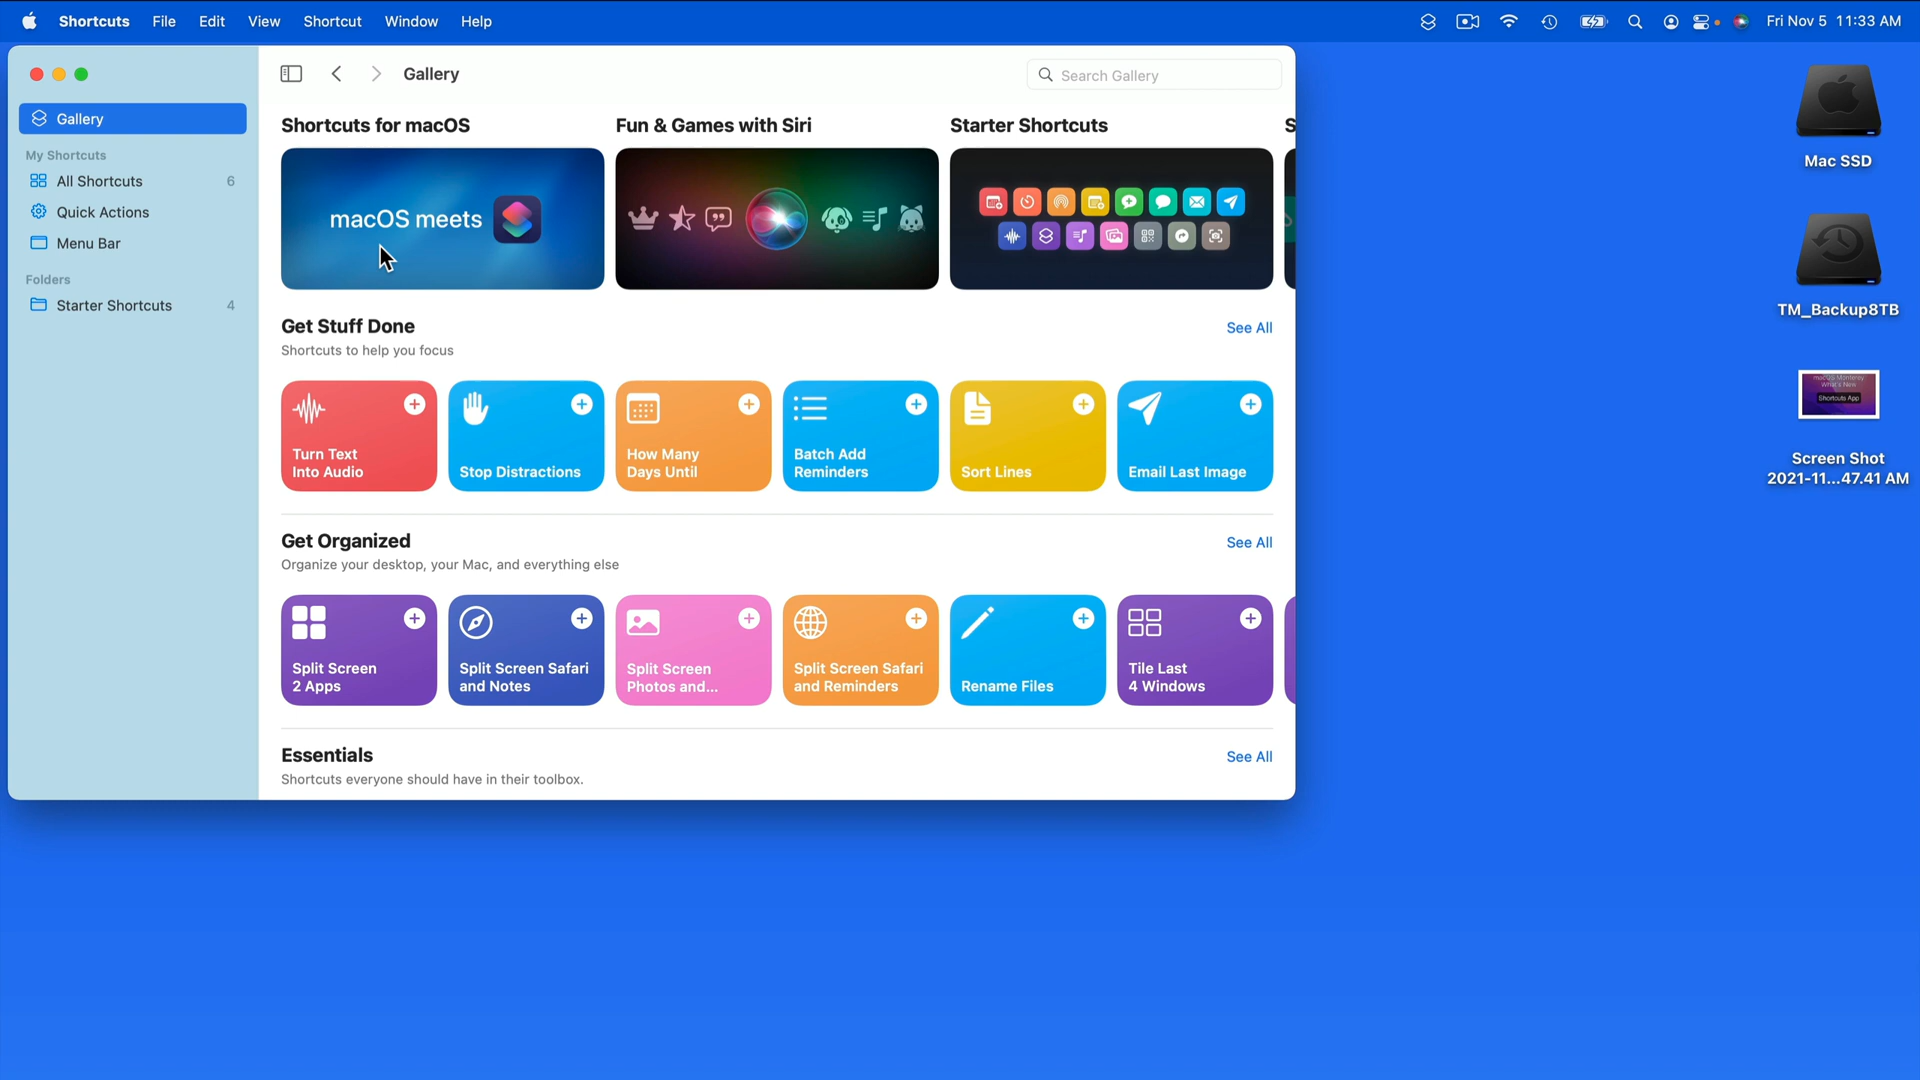 Shortcuts File Edit View Shortcut Window Help Fri Nov 5 11:33 AM
Gallery
Search Gallery
Gallery
My Shortcuts
All Shortcuts 6
Quick Actions
Menu Bar
Folders
Starter Shortcuts 4
Shortcuts for macOS
Fun & Games with Siri
Starter Shortcuts
S
macOS meets
Get Stuff Done
See All
Shortcuts to help you focus
Turn Text
Into Audio
Stop Distractions
How Many
Days Until
Batch Add
Reminders
Sort Lines
Email Last Image
Get Organized
See All
Organize your desktop, your Mac, and everything else
Split Screen
2 Apps
Split Screen Safari
and Notes
Split Screen
Photos and...
Split Screen Safari
and Reminders
Rename Files
Tile Last
4 Windows
Essentials
See All
Shortcuts everyone should have in their toolbox.
Mac SSD
TM_Backup8TB
macOS Monterey
What's New
Shortcuts App
Screen Shot
2021-11...47.41 AM